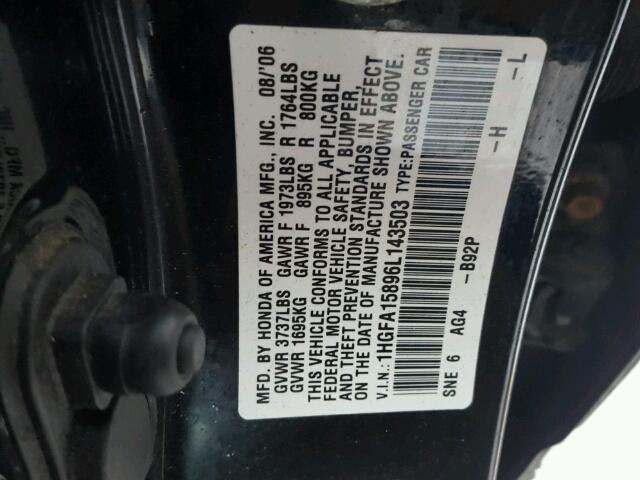 MFD. BY HONDA OF AMERICA MFG., INC. 08/'06
GVWR 3737LBS GAWR F 1973LBS R 1764LBS
GVWR 1695KG GAWR F 895KG R 800KG
THIS VEHICLE CONFORMS TO ALL APPLICABLE
FEDERAL MOTOR VEHICLE SAFETY, BUMPER,
AND THEFT PREVENTION STANDARDS IN EFFECT
ON THE DATE OF MANUFACTURE SHOWN ABOVE.
V.I.N.: 1HGFA15896L143503 TYPE:PASSENGER CAR
SNE 6 AG4 -B92P -H -L